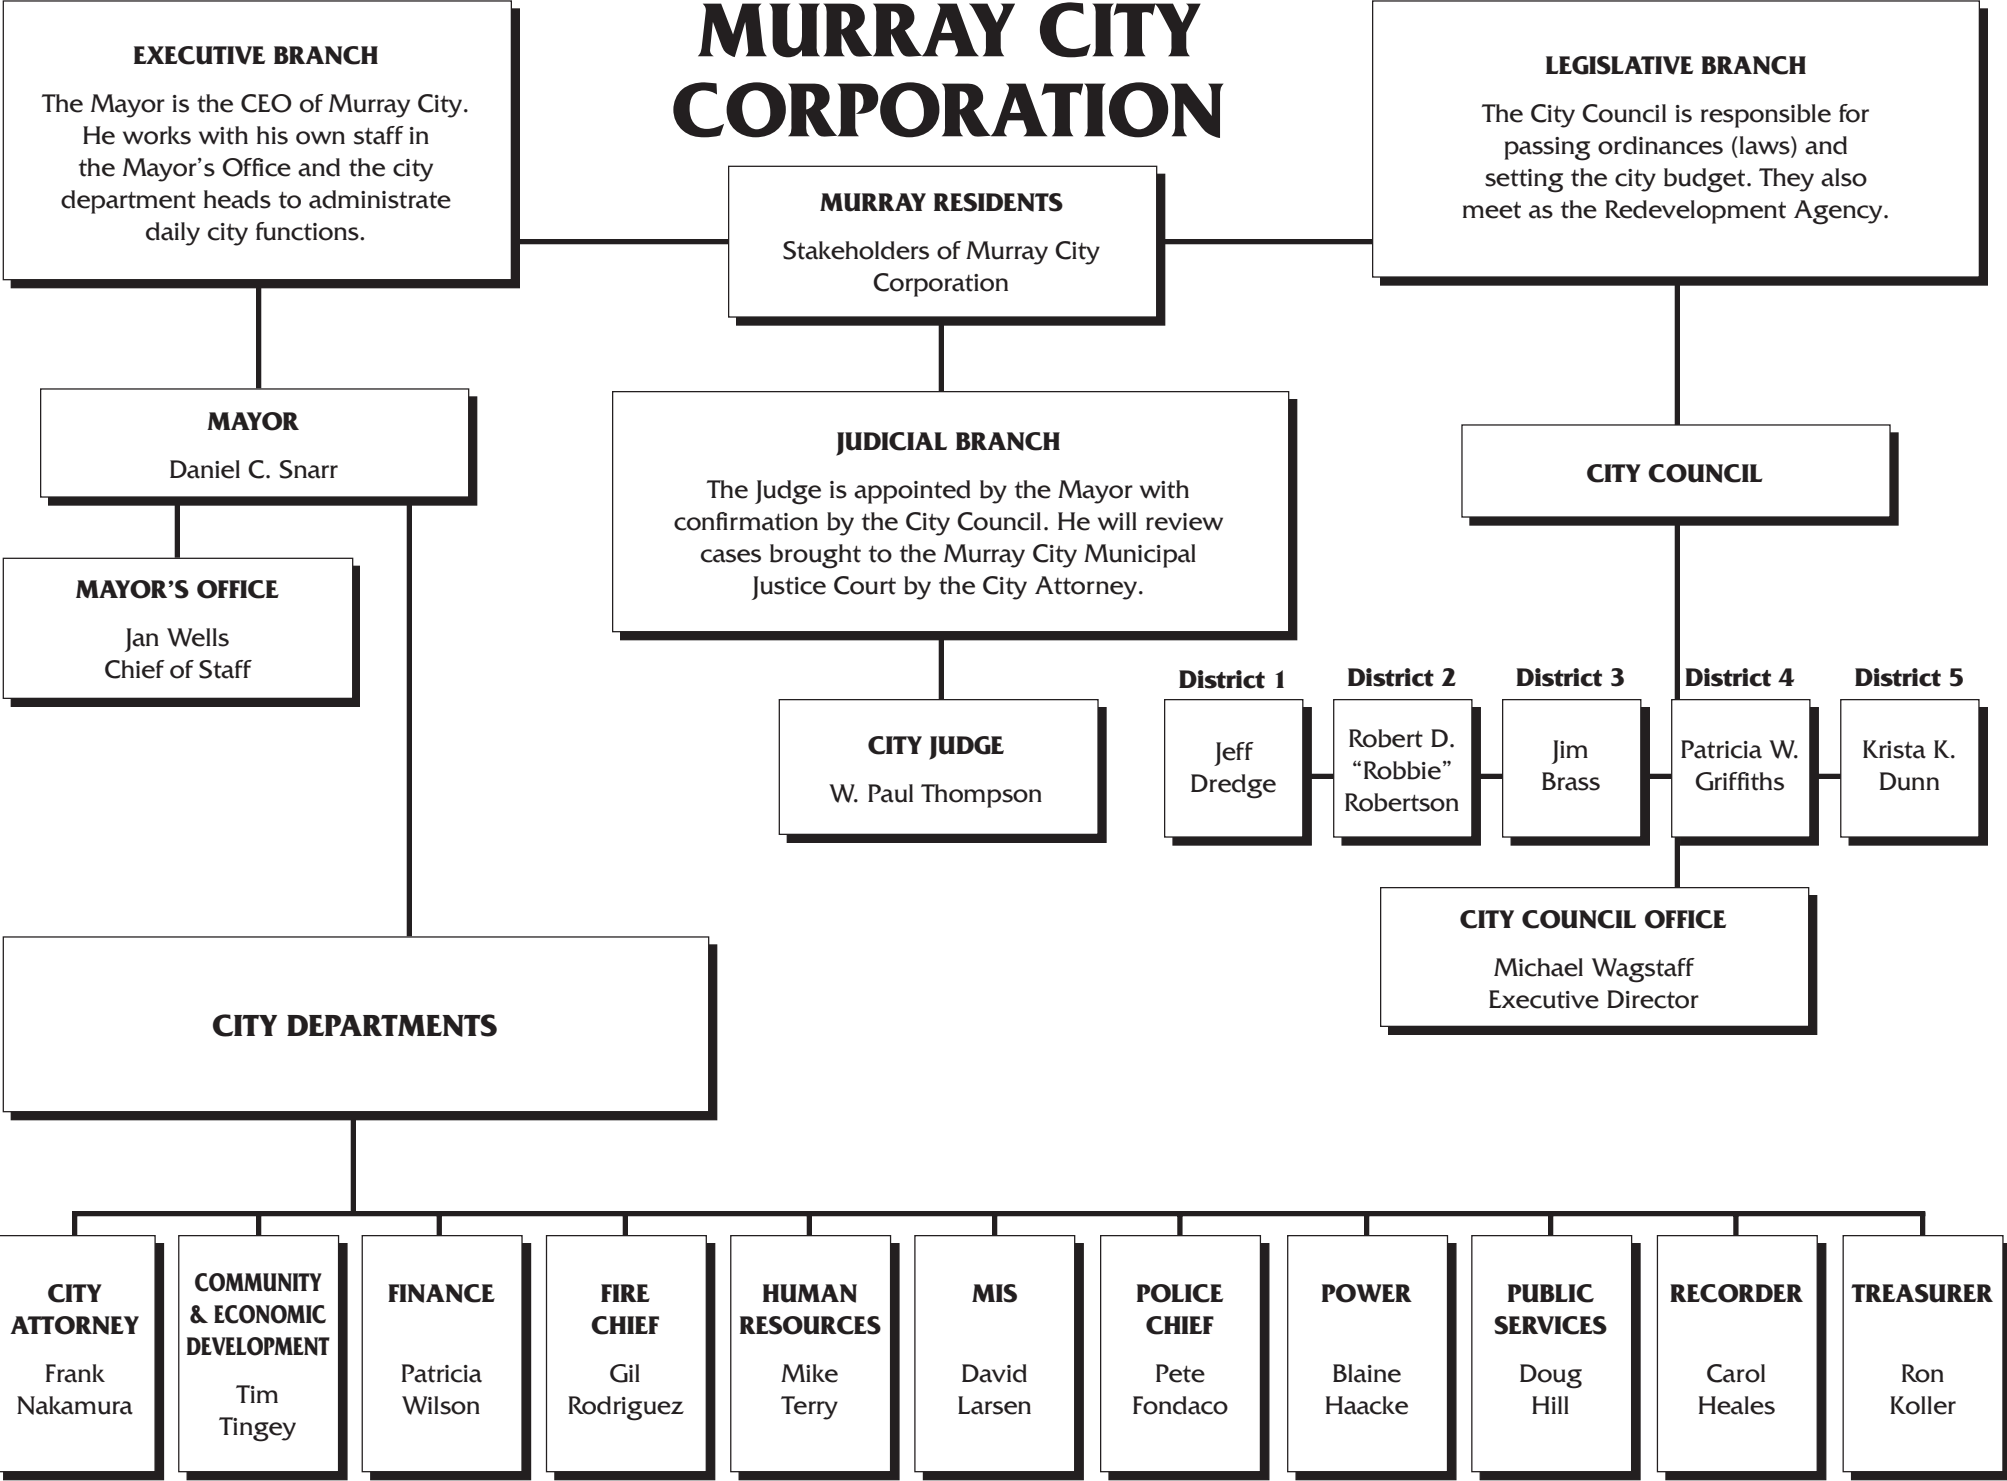 MURRAY CITY
CORPORATION
EXECUTIVE BRANCH
The Mayor is the CEO of Murray City.
He works with his own staff in
the Mayor’s Office and the city
department heads to administrate
daily city functions.
MURRAY RESIDENTS
Stakeholders of Murray City
Corporation
LEGISLATIVE BRANCH
The City Council is responsible for
passing ordinances (laws) and
setting the city budget. They also
meet as the Redevelopment Agency.
MAYOR
Daniel C. Snarr
MAYOR’S OFFICE
Jan Wells
Chief of Staff
JUDICIAL BRANCH
The Judge is appointed by the Mayor with
confirmation by the City Council. He will review
cases brought to the Murray City Municipal
Justice Court by the City Attorney.
CITY JUDGE
W. Paul Thompson
CITY COUNCIL
District 1
Jeff
Dredge
District 2
Robert D.
“Robbie”
Robertson
District 3
Jim
Brass
District 4
Patricia W.
Griffiths
District 5
Krista K.
Dunn
CITY COUNCIL OFFICE
Michael Wagstaff
Executive Director
CITY DEPARTMENTS
CITY
ATTORNEY
Frank
Nakamura
COMMUNITY
& ECONOMIC
DEVELOPMENT
Tim
Tingey
FINANCE
Patricia
Wilson
FIRE
CHIEF
Gil
Rodriguez
HUMAN
RESOURCES
Mike
Terry
MIS
David
Larsen
POLICE
CHIEF
Pete
Fondaco
POWER
Blaine
Haacke
PUBLIC
SERVICES
Doug
Hill
RECORDER
Carol
Heales
TREASURER
Ron
Koller